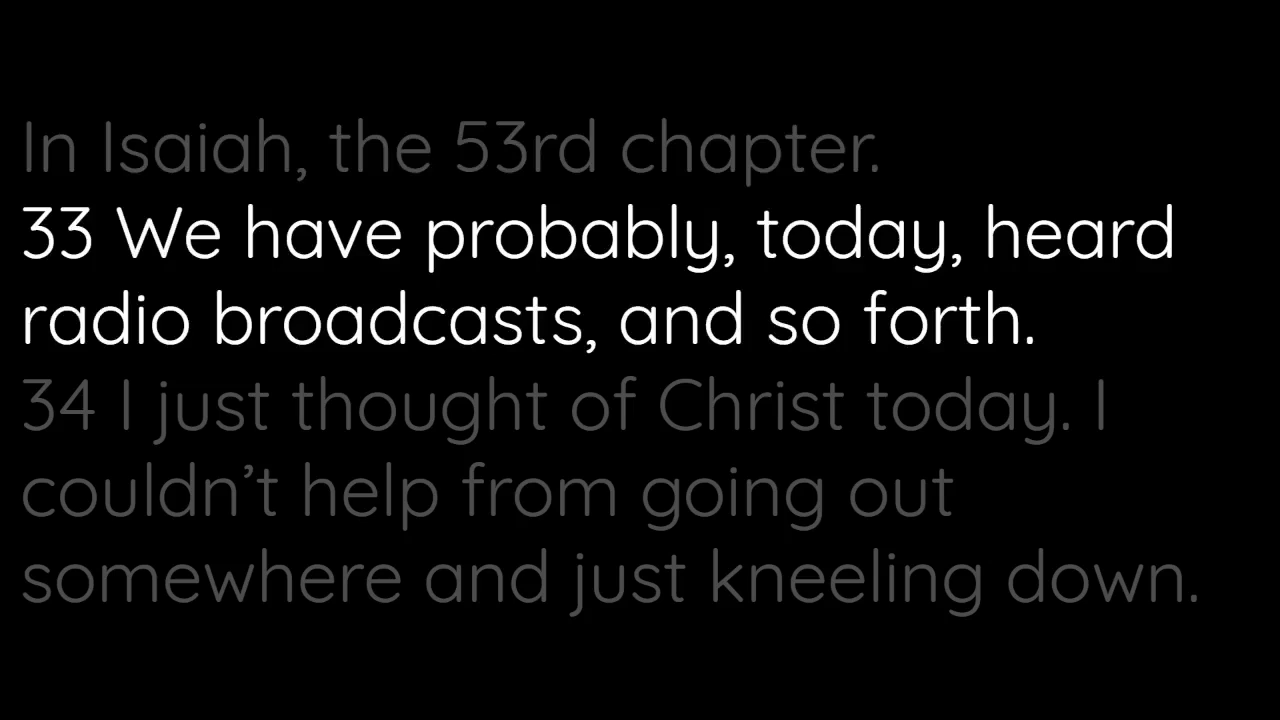 In Isaiah, the 53rd chapter.
33 We have probably, today, heard
radio broadcasts, and so forth.
34 I just thought of Christ today. I
couldn’t help from going out
somewhere and just kneeling down.